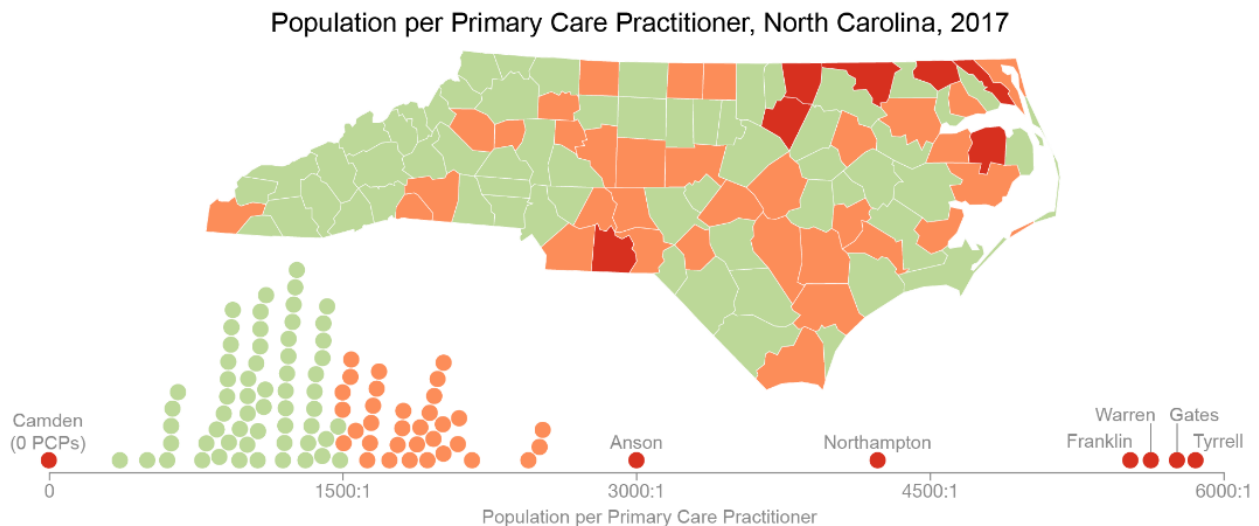 Population per Primary Care Practitioner, North Carolina, 2017
Camden
(0 PCPs)
Anson
Northampton
Warren
Gates
Franklin
Tyrrell
0
1500:1
3000:1
4500:1
6000:1
Population per Primary Care Practitioner